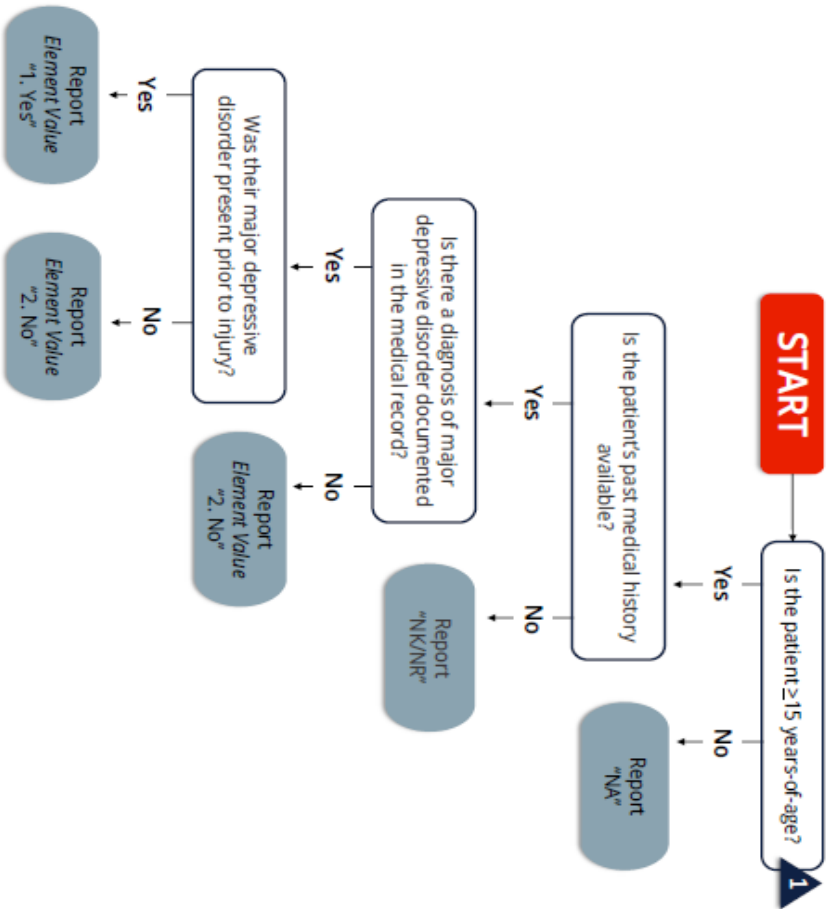 START
Is the patient ≥15 years-of-age?
1
Yes
No
Is the patient's past medical history
available?
Report
"NA"
Yes
No
Is there a diagnosis of major
depressive disorder documented
in the medical record?
Report
"NK/NR"
Yes
No
Was their major depressive
disorder present prior to injury?
Report
Element Value
"2. No"
Yes
No
Report
Element Value
"1. Yes"
Report
Element Value
"2. No"